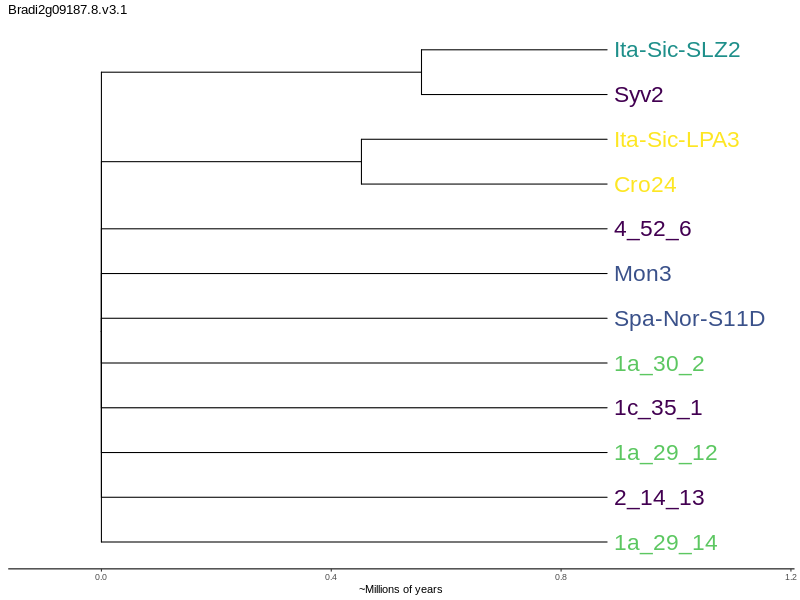 Bradi2g09187.8.v3.1
Ita-Sic-SLZ2
Syv2
Ita-Sic-LPA3
Cro24
4_52_6
Mon3
Spa-Nor-S11D
1a_30_2
1c_35_1
1a_29_12
2_14_13
1a_29_14
0.0 0.4 0.8 1.2
~Millions of years